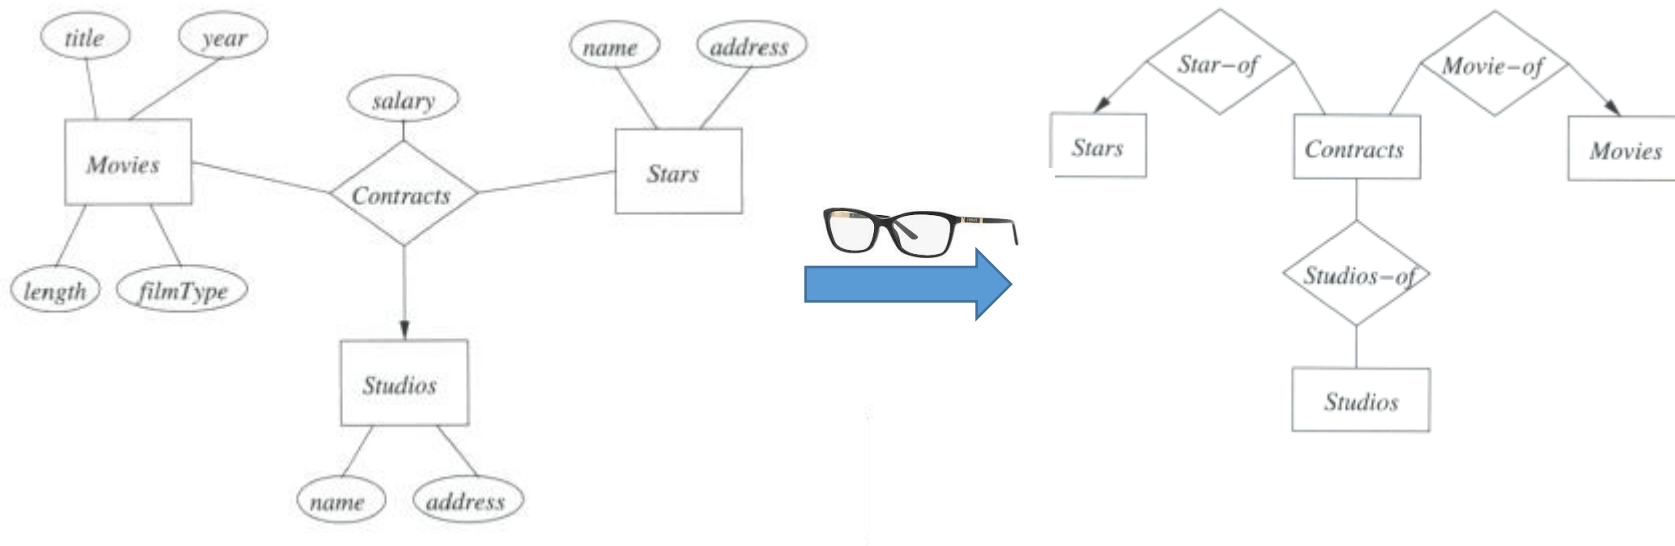 title
year
salary
name
address
Movies
Contracts
Stars
length
filmType
Studios
name
address
Star-of
Movie-of
Stars
Contracts
Movies
Studios-of
Studios